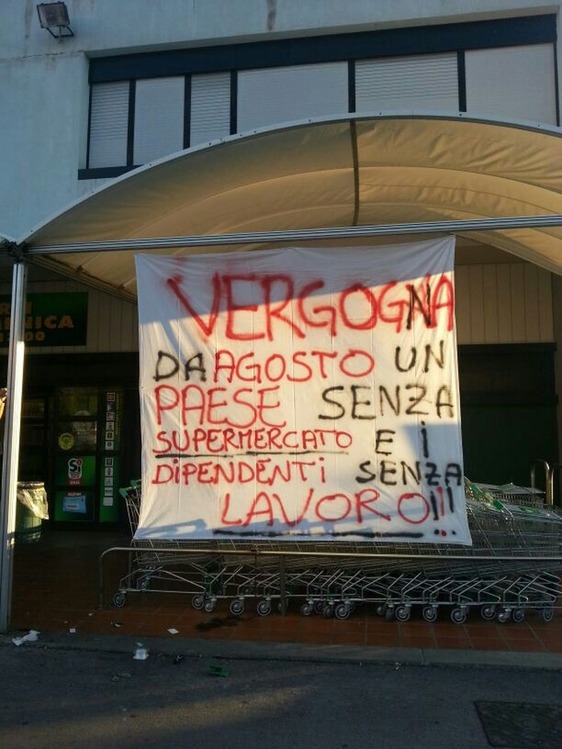 VERGOGNA
DA AGOSTO UN
PAESE SENZA
SUPERMERCATO E i
DiPENDENTi SENZA
LAVORO!!!